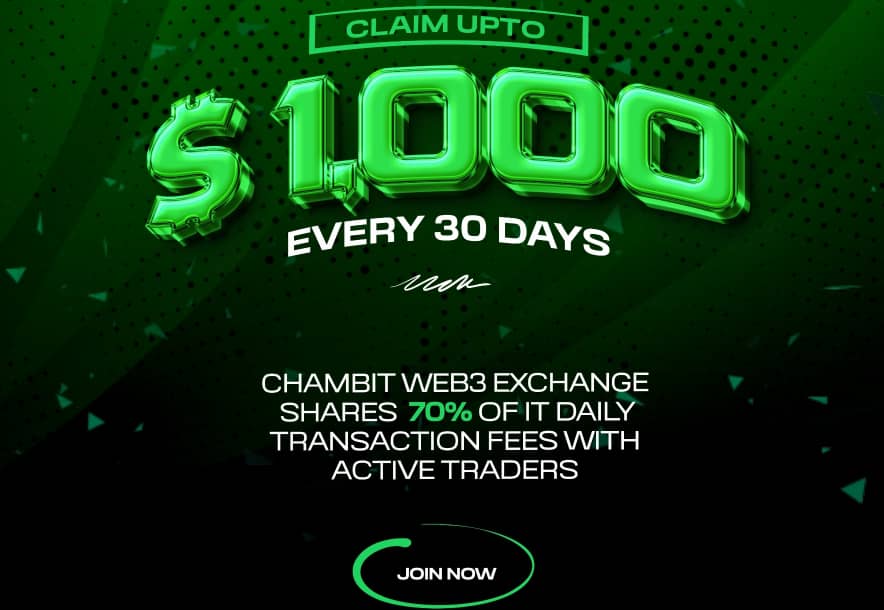 CLAIM UPTO
$1,000
EVERY 30 DAYS
CHAMBIT WEB3 EXCHANGE
SHARES 70% OF IT DAILY
TRANSACTION FEES WITH
ACTIVE TRADERS
JOIN NOW